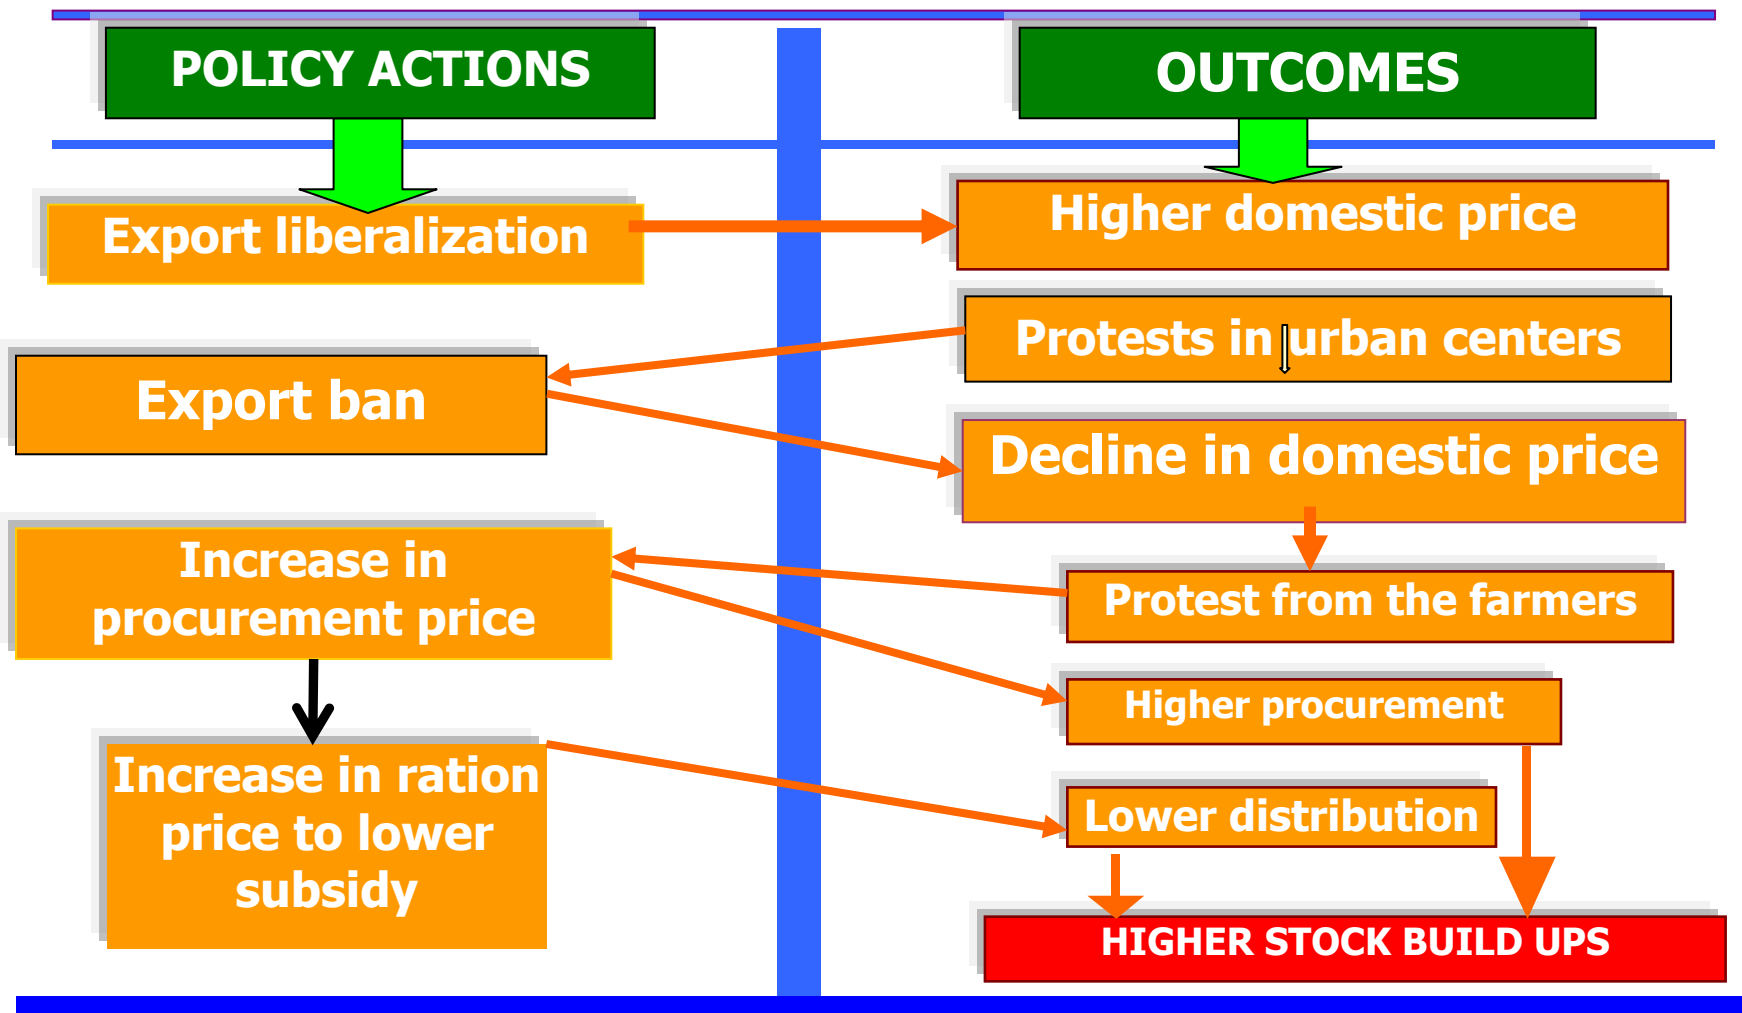 POLICY ACTIONS
OUTCOMES
Export liberalization
Higher domestic price
Protests in urban centers
Export ban
Decline in domestic price
Increase in
procurement price
Protest from the farmers
Higher procurement
Increase in ration
price to lower
subsidy
Lower distribution
HIGHER STOCK BUILD UPS